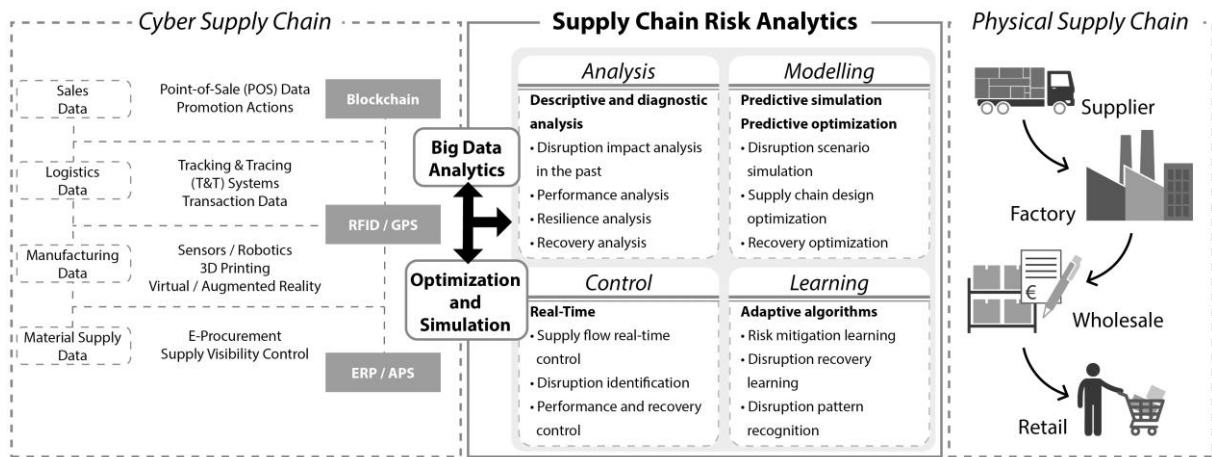 Cyber Supply Chain
Sales
Data
Point-of-Sale (POS) Data
Promotion Actions
Blockchain
Logistics
Data
Tracking & Tracing
(T&T) Systems
Transaction Data
RFID / GPS
Manufacturing
Data
Sensors / Robotics
3D Printing
Virtual / Augmented Reality
Material Supply
Data
E-Procurement
Supply Visibility Control
ERP / APS
Supply Chain Risk Analytics
Big Data
Analytics
Optimization
and
Simulation
Analysis
Descriptive and diagnostic
analysis
• Disruption impact analysis
in the past
• Performance analysis
• Resilience analysis
• Recovery analysis
Modelling
Predictive simulation
Predictive optimization
• Disruption scenario
simulation
• Supply chain design
optimization
• Recovery optimization
Control
Real-Time
• Supply flow real-time
control
• Disruption identification
• Performance and recovery
control
Learning
Adaptive algorithms
• Risk mitigation learning
• Disruption recovery
learning
• Disruption pattern
recognition
Physical Supply Chain
Supplier
Factory
€
Wholesale
Retail